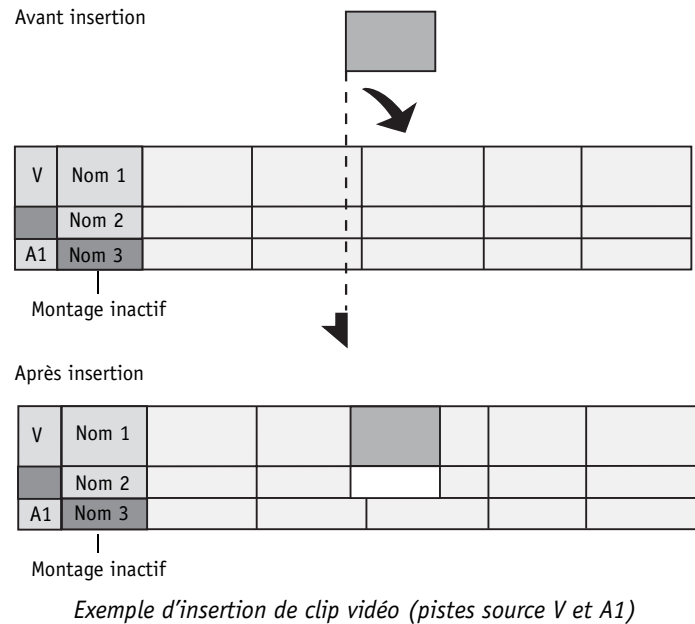 Avant insertion
V Nom 1
Nom 2
A1 Nom 3
Montage inactif
Après insertion
V Nom 1
Nom 2
A1 Nom 3
Montage inactif
Exemple d'insertion de clip vidéo (pistes source V et A1)